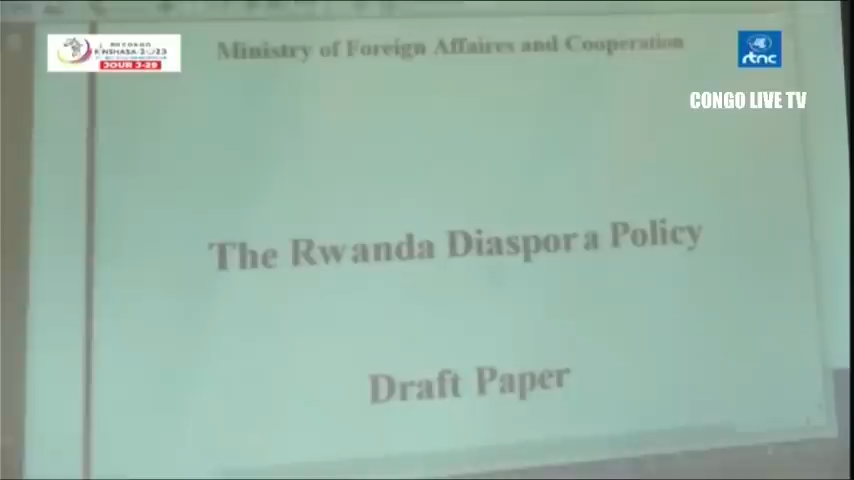 Ministry of Foreign Affaires and Cooperation
KINSHASA 2023
JOUR J-29
rtnc
CONGO LIVE TV
The Rwanda Diaspora Policy
Draft Paper